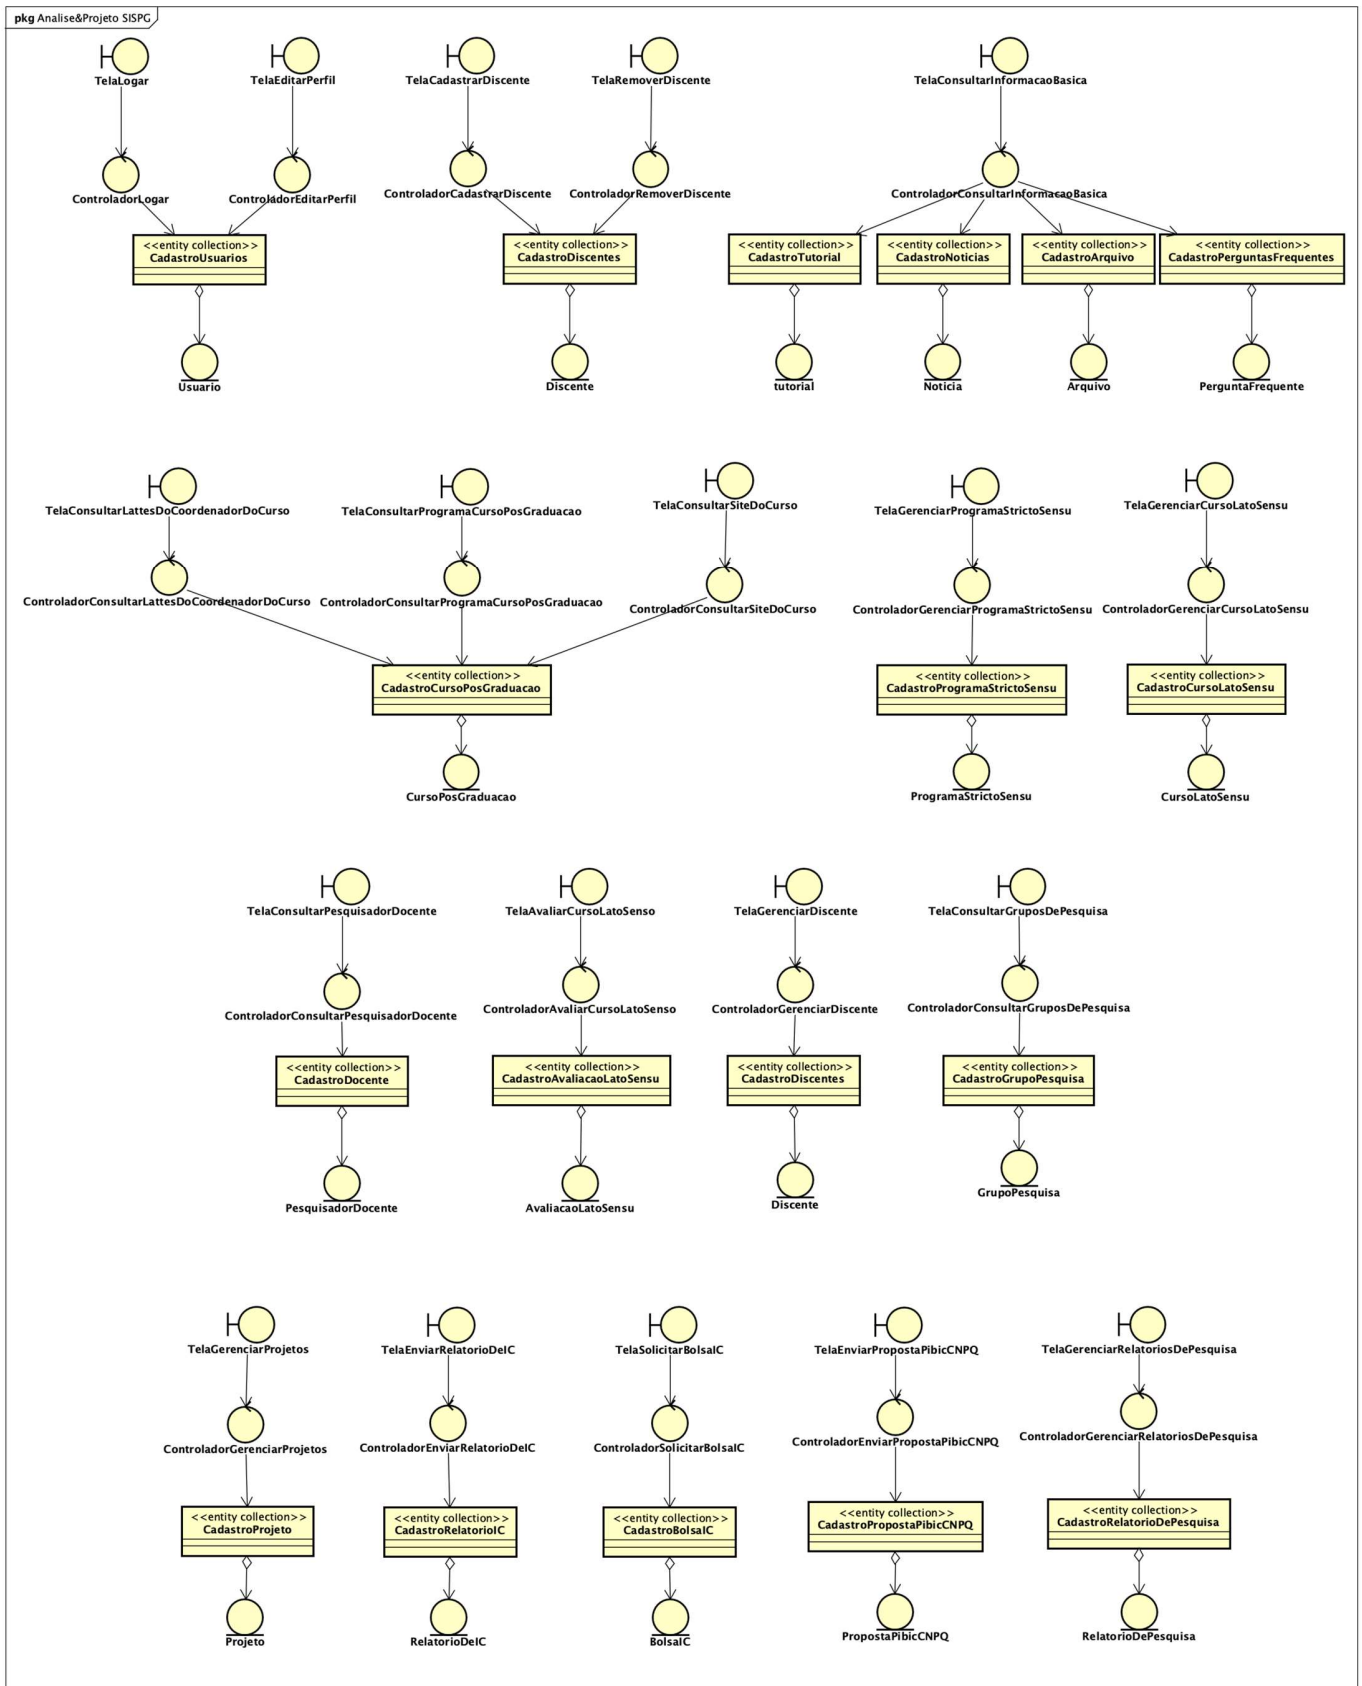 pkg Analise&Projeto SISPG
TelaLogar
TelaEditarPerfil
TelaCadastrarDiscente
TelaRemoverDiscente
TelaConsultarInformacaoBasica
ControladorLogar
ControladorEditarPerfil
ControladorCadastrarDiscente
ControladorRemoverDiscente
ControladorConsultarInformacaoBasica
<<entity collection>>
CadastroUsuarios
<<entity collection>>
CadastroDiscentes
<<entity collection>>
CadastroTutorial
<<entity collection>>
CadastroNoticias
<<entity collection>>
CadastroArquivo
<<entity collection>>
CadastroPerguntasFrequentes
Usuario
Discente
tutorial
Noticia
Arquivo
PerguntaFrequente
TelaConsultarLattesDoCoordenadorDoCurso
TelaConsultarProgramaCursoPosGraduacao
TelaConsultarSiteDoCurso
TelaGerenciarProgramaStrictoSensu
TelaGerenciarCursoLatoSensu
ControladorConsultarLattesDoCoordenadorDoCurso
ControladorConsultarProgramaCursoPosGraduacao
ControladorConsultarSiteDoCurso
ControladorGerenciarProgramaStrictoSensu
ControladorGerenciarCursoLatoSensu
<<entity collection>>
CadastroCursoPosGraduacao
<<entity collection>>
CadastroProgramaStrictoSensu
<<entity collection>>
CadastroCursoLatoSensu
CursoPosGraduacao
ProgramaStrictoSensu
CursoLatoSensu
TelaConsultarPesquisadorDocente
TelaAvaliarCursoLatoSenso
TelaGerenciarDiscente
TelaConsultarGruposDePesquisa
ControladorConsultarPesquisadorDocente
ControladorAvaliarCursoLatoSenso
ControladorGerenciarDiscente
ControladorConsultarGruposDePesquisa
<<entity collection>>
CadastroDocente
<<entity collection>>
CadastroAvaliacaoLatoSensu
<<entity collection>>
CadastroDiscentes
<<entity collection>>
CadastroGrupoPesquisa
PesquisadorDocente
AvaliacaoLatoSensu
Discente
GrupoPesquisa
TelaGerenciarProjetos
TelaEnviarRelatorioDeIC
TelaSolicitarBolsaIC
TelaEnviarPropostaPibicCNPQ
TelaGerenciarRelatoriosDePesquisa
ControladorGerenciarProjetos
ControladorEnviarRelatorioDeIC
ControladorSolicitarBolsaIC
ControladorEnviarPropostaPibicCNPQ
ControladorGerenciarRelatoriosDePesquisa
<<entity collection>>
CadastroProjeto
<<entity collection>>
CadastroRelatorioIC
<<entity collection>>
CadastroBolsaIC
<<entity collection>>
CadastroPropostaPibicCNPQ
<<entity collection>>
CadastroRelatorioDePesquisa
Projeto
RelatorioDeIC
BolsaIC
PropostaPibicCNPQ
RelatorioDePesquisa